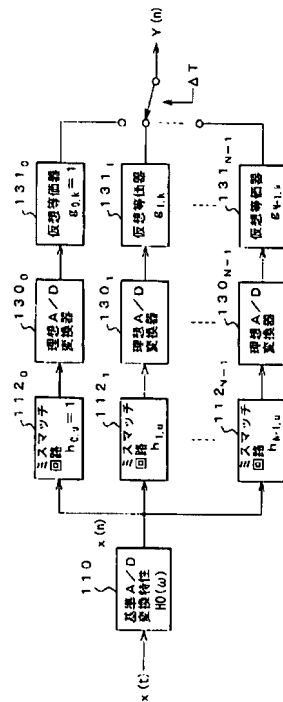 x(t)
110
基準A/D
変換特性
H0(ω)
x(n)
112₀
ミスマッチ
回路
h₀,ᵤ=1
130₀
理想A/D
変換器
131₀
仮想等価器
g₀,ₖ=1
112₁
ミスマッチ
回路
h₁,ᵤ
130₁
理想A/D
変換器
131₁
仮想等価器
g₁,ₖ
112N-1
ミスマッチ
回路
hN-1,u
130N-1
理想A/D
変換器
131N-1
仮想等価器
gN-1,k
Y(n)
ΔT